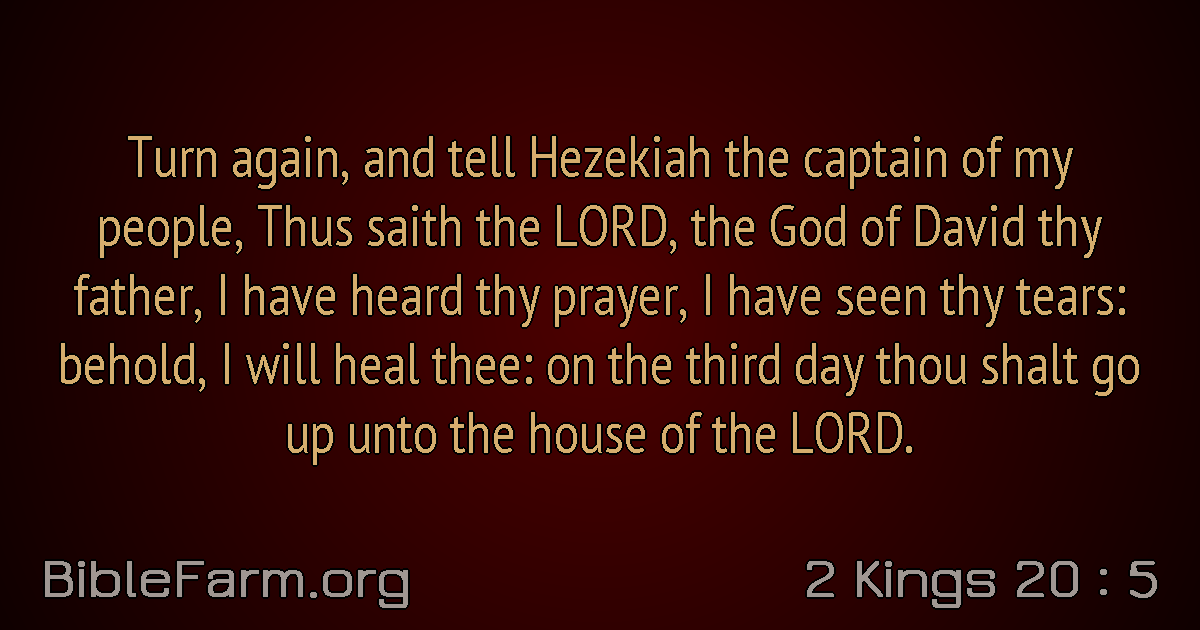 Turn again, and tell Hezekiah the captain of my
people, Thus saith the LORD, the God of David thy
father, I have heard thy prayer, I have seen thy tears:
behold, I will heal thee: on the third day thou shalt go
up unto the house of the LORD.
BibleFarm.org
2 Kings 20 : 5